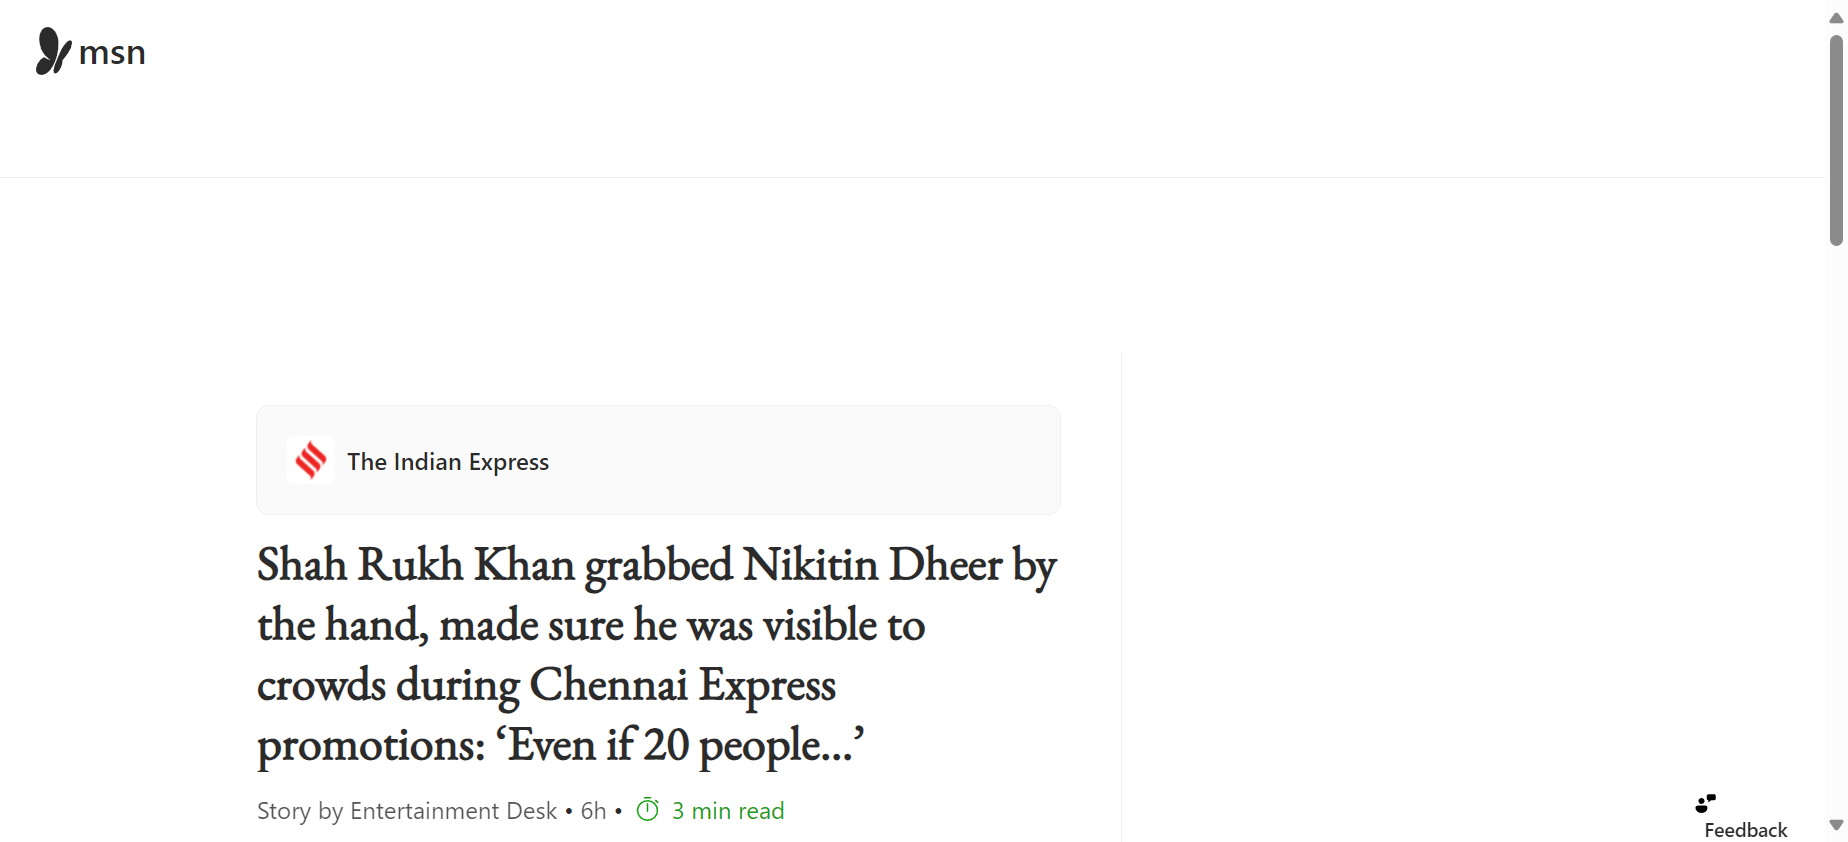 msn
The Indian Express
Shah Rukh Khan grabbed Nikitin Dheer by
the hand, made sure he was visible to
crowds during Chennai Express
promotions: ‘Even if 20 people…’
Story by Entertainment Desk • 6h • 3 min read
Feedback